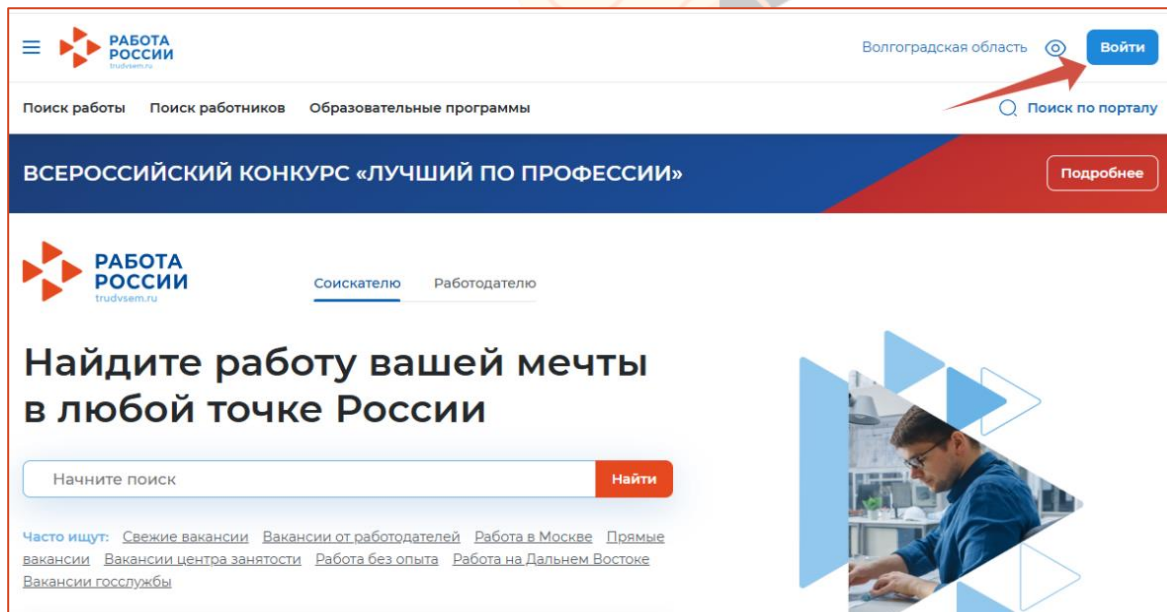 РАБОТА
РОССИИ
trudvsem.ru
Волгоградская область
Войти
Поиск работы Поиск работников Образовательные программы
Поиск по порталу
ВСЕРОССИЙСКИЙ КОНКУРС «ЛУЧШИЙ ПО ПРОФЕССИИ»
Подробнее
РАБОТА
РОССИИ
trudvsem.ru
Соискателю Работодателю
Найдите работу вашей мечты
в любой точке России
Начните поиск
Найти
Часто ищут: Свежие вакансии Вакансии от работодателей Работа в Москве Прямые
вакансии Вакансии центра занятости Работа без опыта Работа на Дальнем Востоке
Вакансии госслужбы